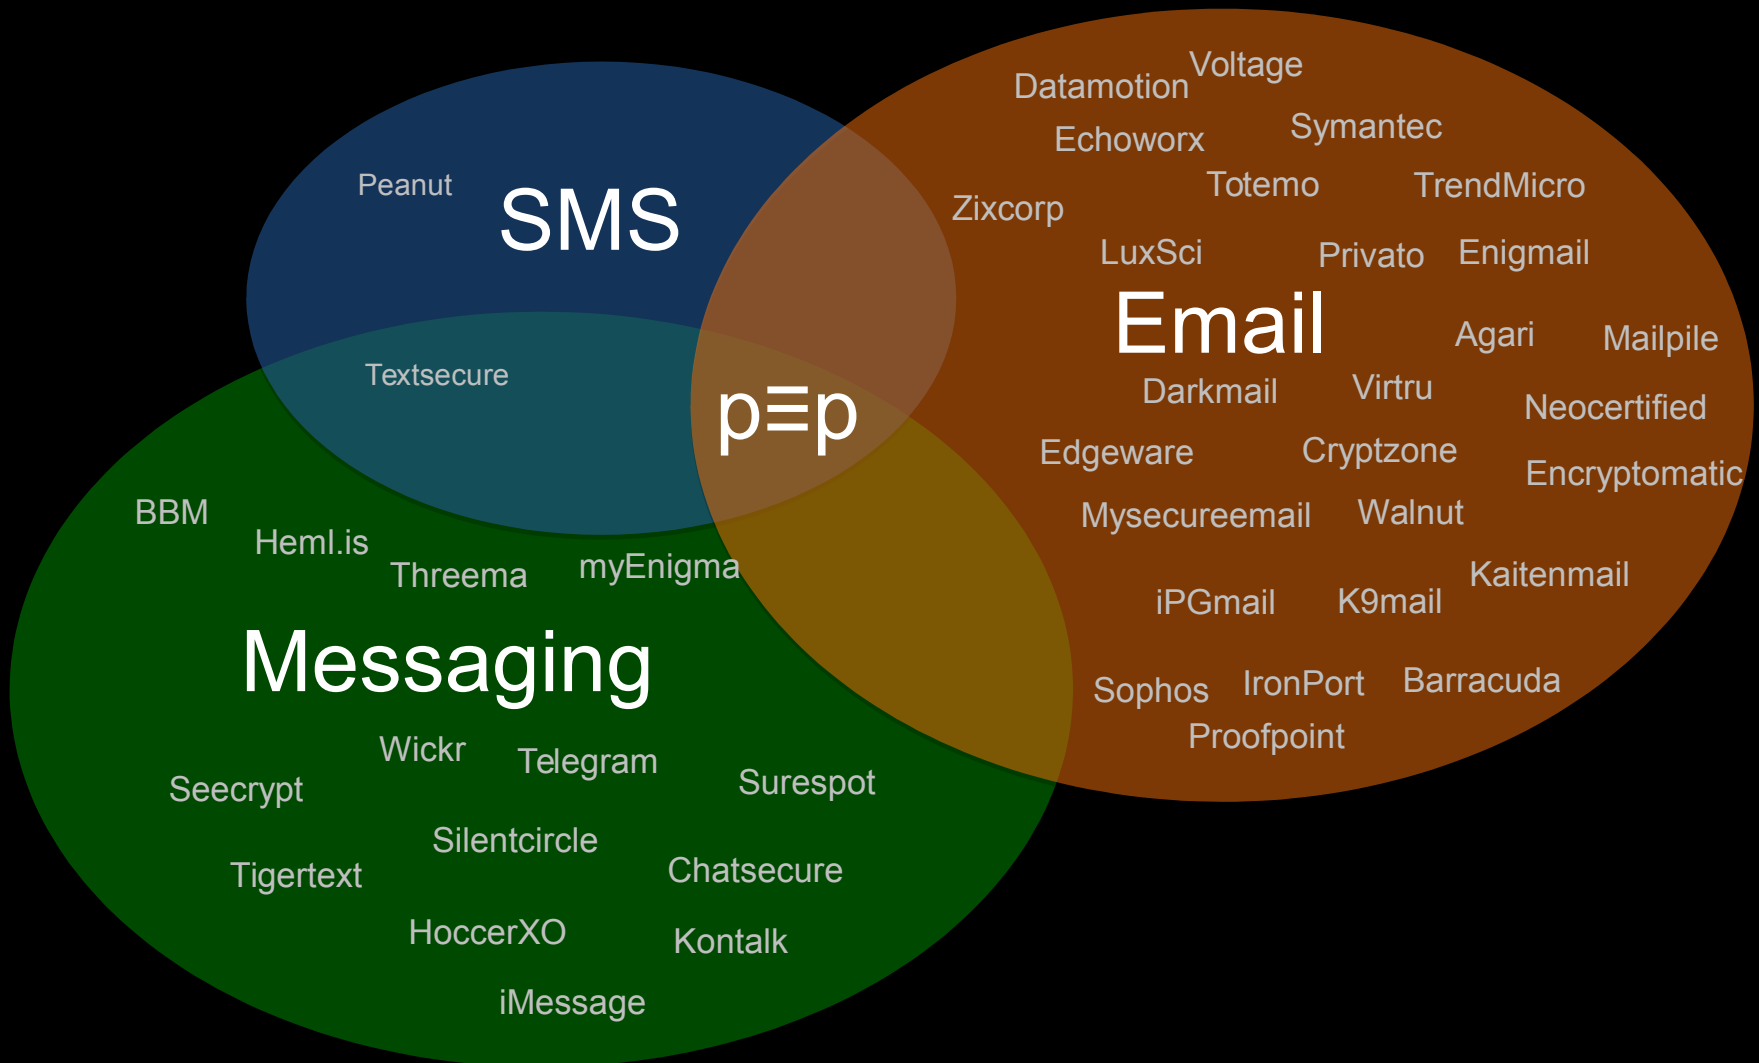 Voltage
Datamotion
Symantec
Echoworx
Peanut
SMS
Totemo
TrendMicro
Zixcorp
LuxSci
Privato
Enigmail
Email
Agari
Mailpile
Textsecure
p≡p
Darkmail
Virtru
Neocertified
Edgeware
Cryptzone
Encryptomatic
BBM
Heml.is
Threema
myEnigma
Mysecureemail
Walnut
Kaitenmail
iPGmail
K9mail
Messaging
Sophos
IronPort
Barracuda
Proofpoint
Wickr
Telegram
Seecrypt
Surespot
Silentcircle
Tigertext
Chatsecure
HoccerXO
Kontalk
iMessage